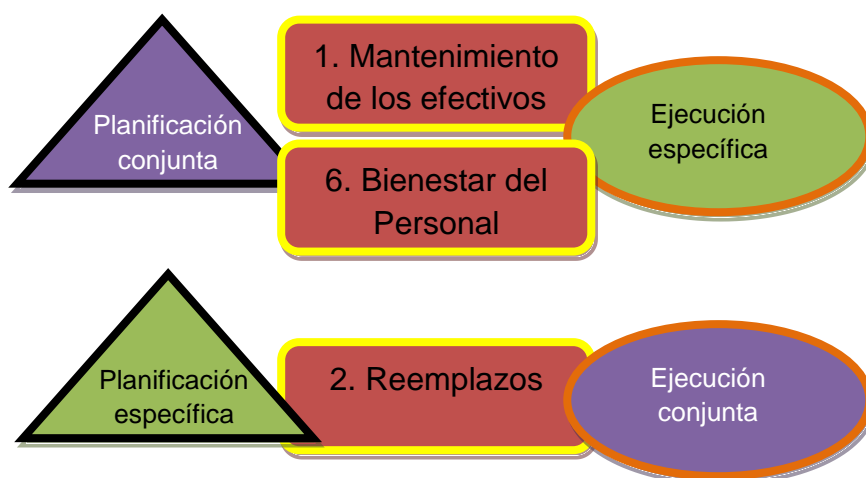 Planificación
conjunta
1. Mantenimiento
de los efectivos
6. Bienestar del
Personal
Ejecución
específica
Planificación
específica
2. Reemplazos
Ejecución
conjunta